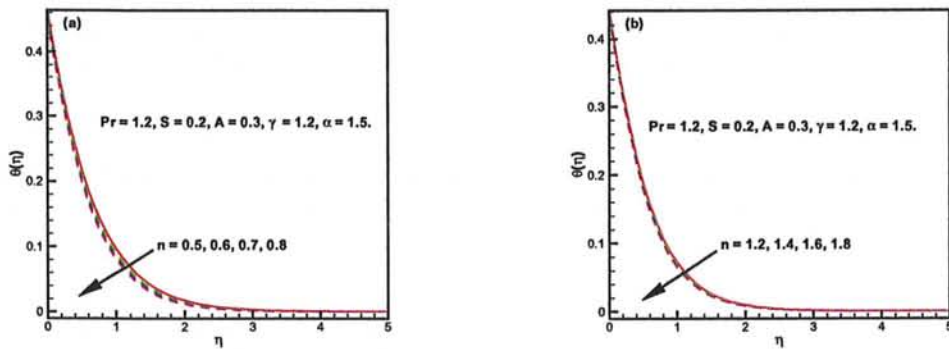 (a)
0.4
0.3
0.2
0.1
0
θ(η)
Pr = 1.2, S = 0.2, A = 0.3, γ = 1.2, α = 1.5.
n = 0.5, 0.6, 0.7, 0.8
0 1 2 3 4 5
η
(b)
0.4
0.3
0.2
0.1
0
θ(η)
Pr = 1.2, S = 0.2, A = 0.3, γ = 1.2, α = 1.5.
n = 1.2, 1.4, 1.6, 1.8
0 1 2 3 4 5
η